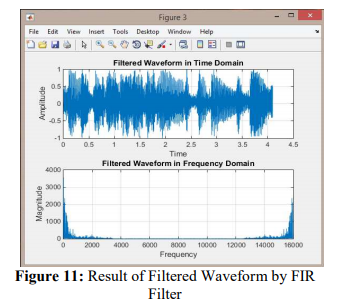 Figure 3
File Edit View Insert Tools Desktop Window Help
Filtered Waveform in Time Domain
1
0.5
0
-0.5
-1
Amplitude
0 0.5 1 1.5 2 2.5 3 3.5 4 4.5
Time
Filtered Waveform in Frequency Domain
4000
3000
2000
1000
0
Magnitude
0 2000 4000 6000 8000 10000 12000 14000 16000
Frequency
Figure 11: Result of Filtered Waveform by FIR
Filter